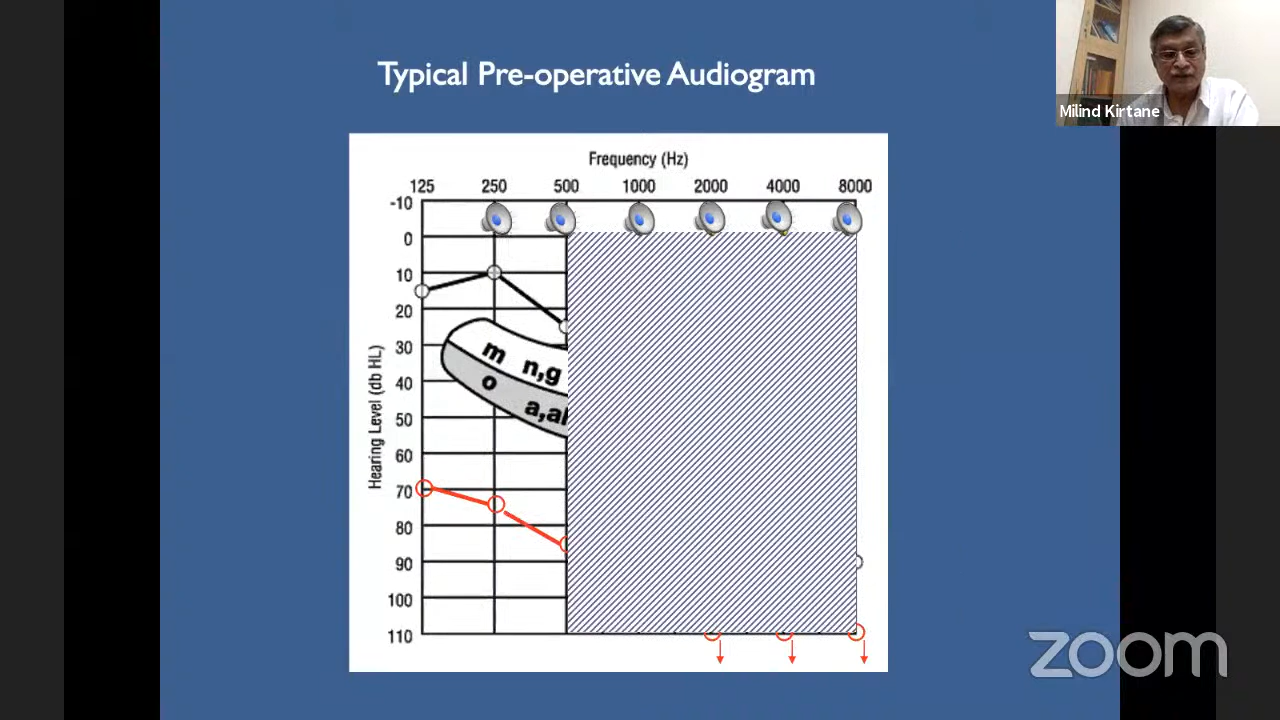 Typical Pre-operative Audiogram
Milind Kirtane
Frequency (Hz)
125 250 500 1000 2000 4000 8000
-10
0
10
20
30
40
50
60
70
80
90
100
110
Hearing Level (db HL)
m n,g
o
a,al
zoom